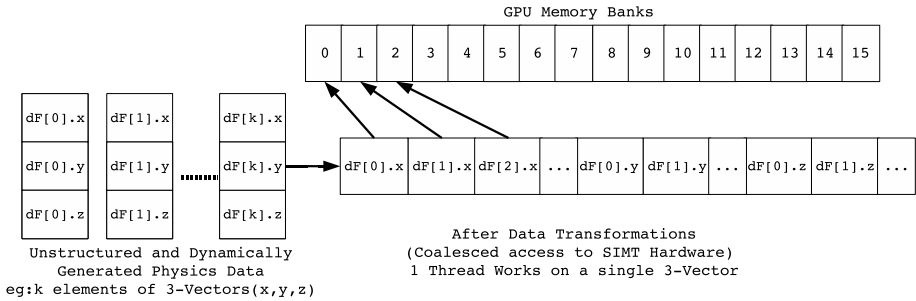 GPU Memory Banks
0 1 2 3 4 5 6 7 8 9 10 11 12 13 14 15
dF[0].x dF[1].x dF[k].x
dF[0].y dF[1].y dF[k].y
dF[0].z dF[1].z dF[k].z
dF[0].x dF[1].x dF[2].x ... dF[0].y dF[1].y ... dF[0].z dF[1].z ...
Unstructured and Dynamically
Generated Physics Data
eg:k elements of 3-Vectors(x,y,z)
After Data Transformations
(Coalesced access to SIMT Hardware)
1 Thread Works on a single 3-Vector